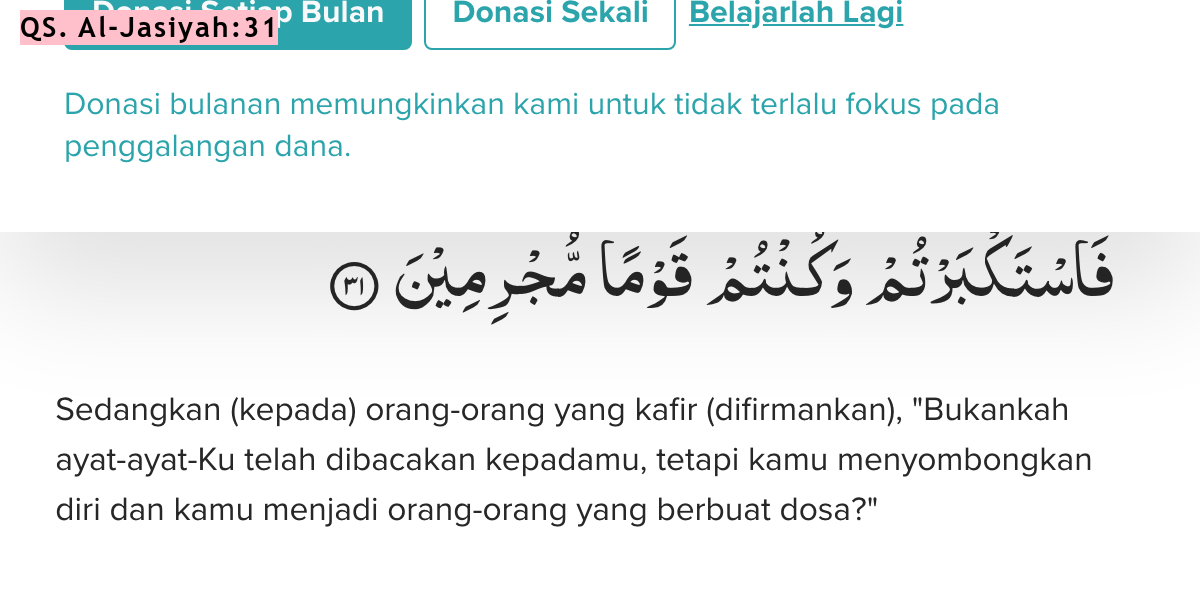 Donasi Setiap Bulan Donasi Sekali Belajarlah Lagi
QS. Al-Jasiyah:31
Donasi bulanan memungkinkan kami untuk tidak terlalu fokus pada
penggalangan dana.
فَاسْتَكْبَرْتُمْ وَكُنْتُمْ قَوْمًا مُّجْرِمِيْنَ ٣١
Sedangkan (kepada) orang-orang yang kafir (difirmankan), "Bukankah
ayat-ayat-Ku telah dibacakan kepadamu, tetapi kamu menyombongkan
diri dan kamu menjadi orang-orang yang berbuat dosa?"